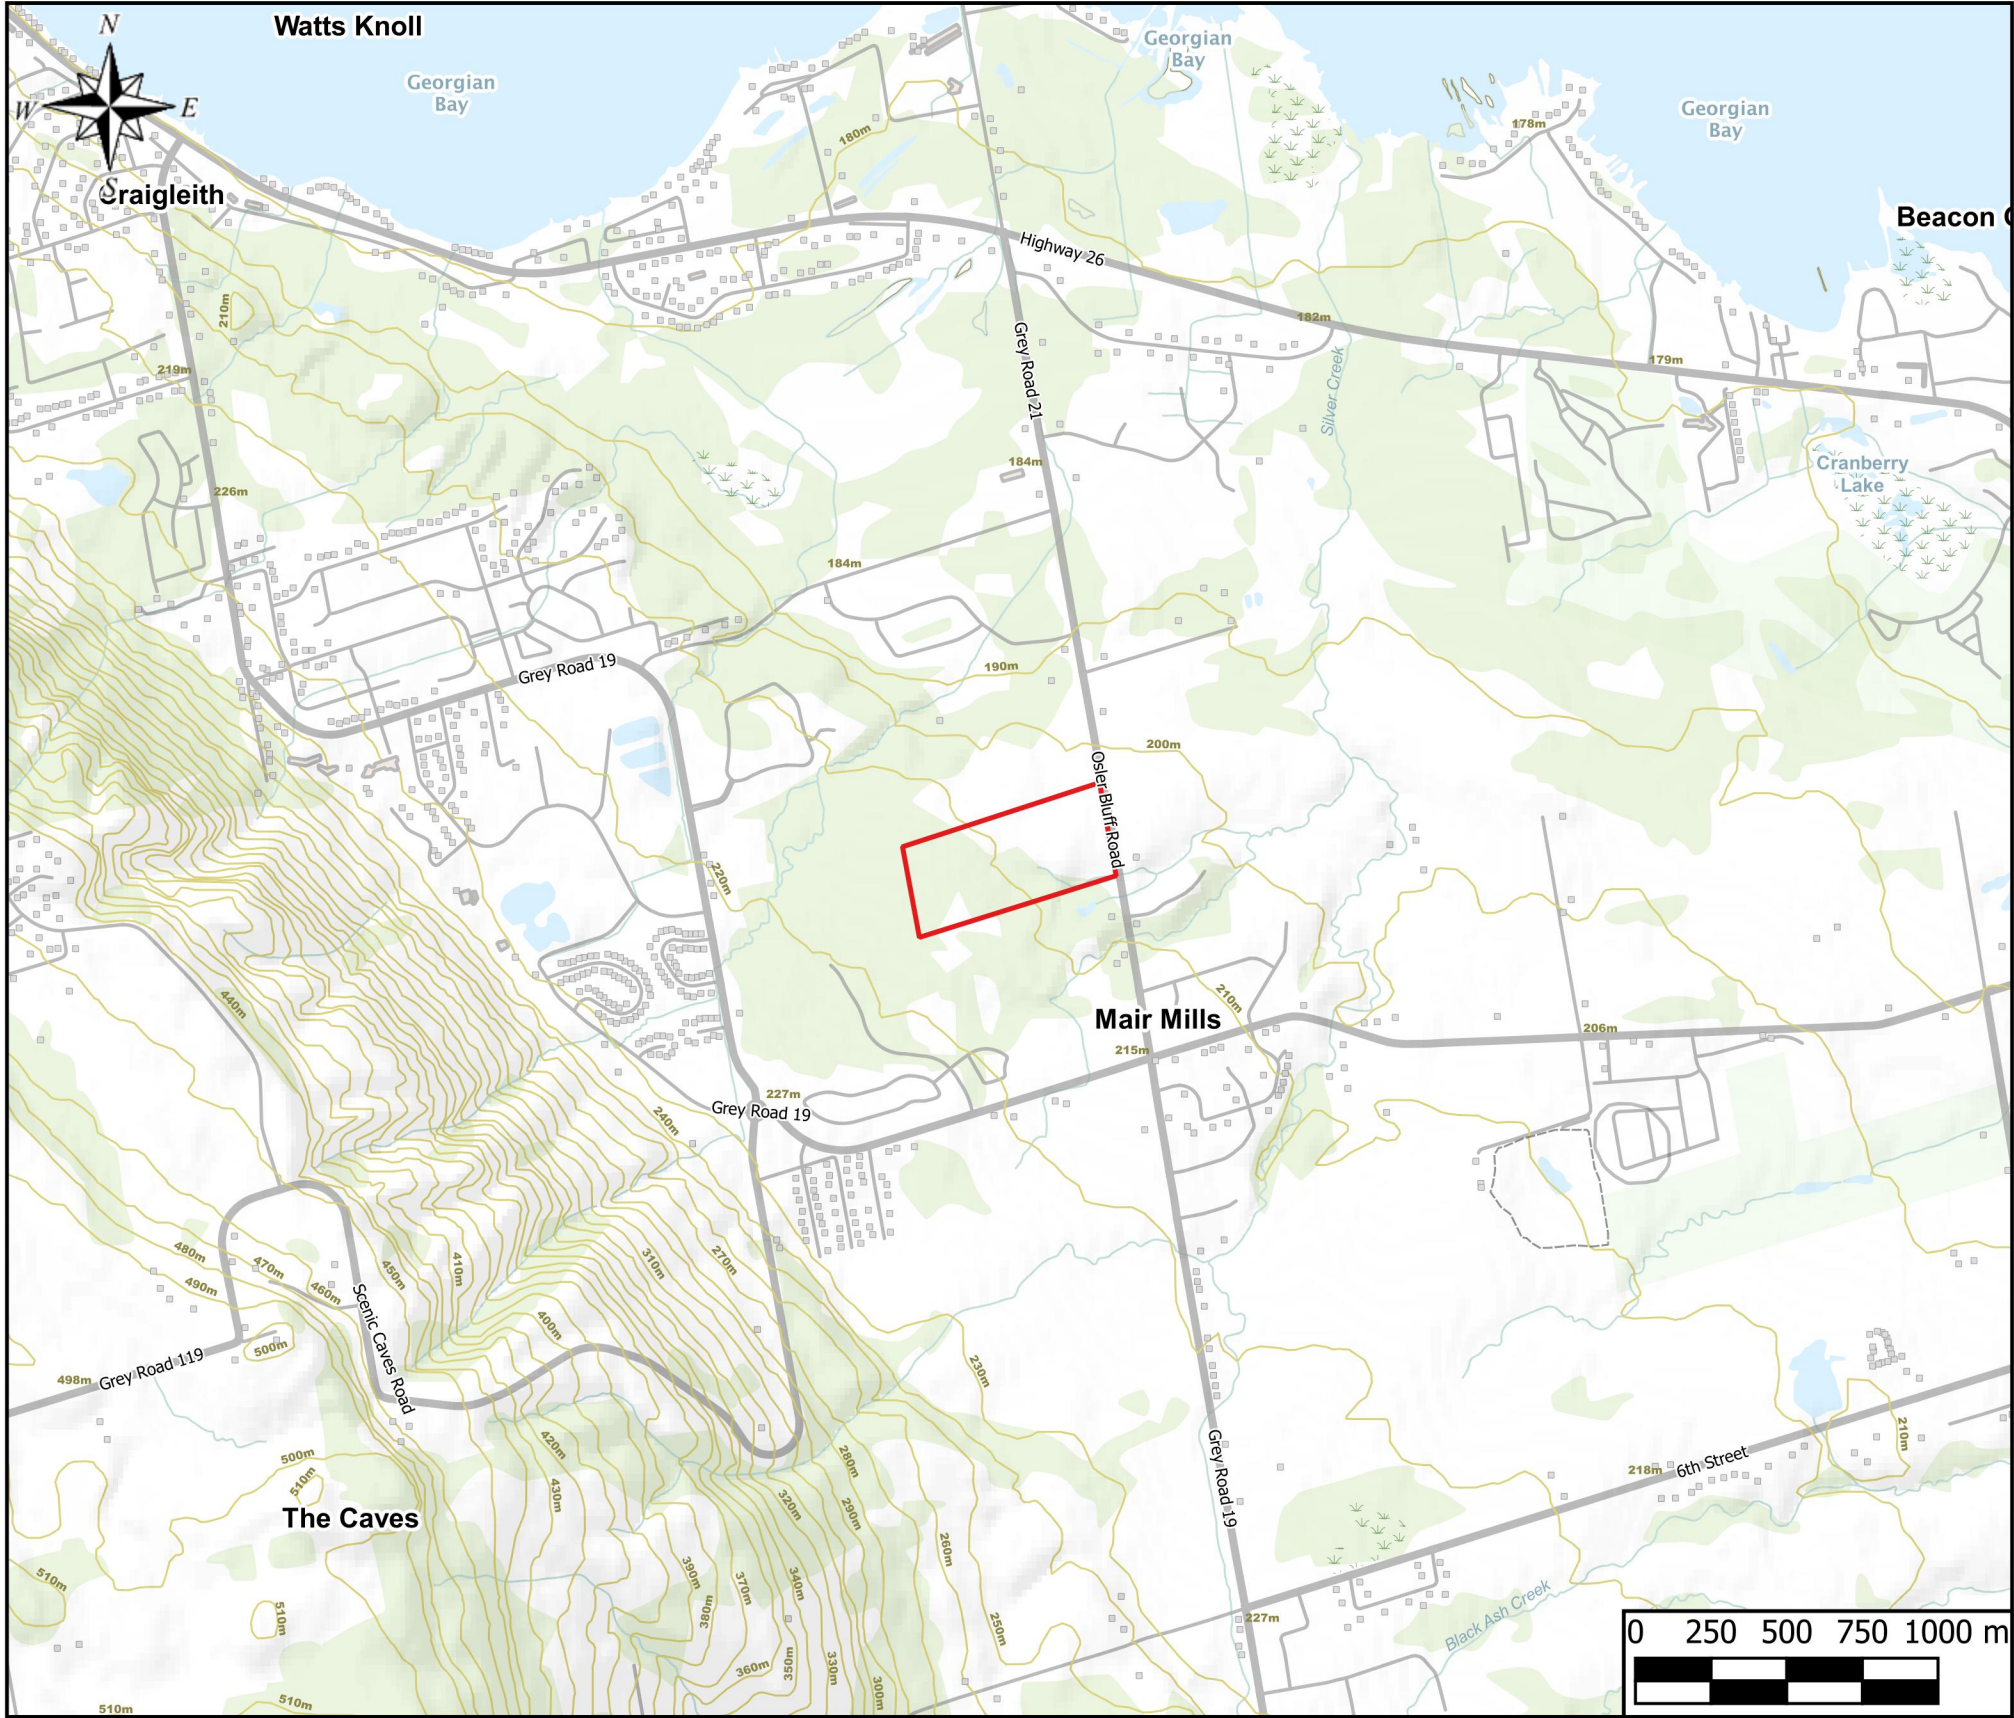 Watts Knoll
N
Georgian
Bay
Georgian
Bay
W
E
Georgian
Bay
178m
180m
S
Craigleith
Beacon
Highway 26
210m
182m
Grey Road 21
179m
219m
Silver Creek
184m
Cranberry
Lake
226m
184m
190m
Grey Road 19
200m
Osler Bluff Road
220m
440m
210m
Mair Mills
206m
215m
227m
Grey Road 19
240m
480m
470m
490m
460m
450m
410m
310m
270m
400m
Scenic Caves Road
500m
498m
Grey Road 119
230m
420m
280m
210m
500m
510m
430m
320m
290m
Grey Road 19
218m
6th Street
The Caves
260m
510m
390m
370m
340m
380m
510m
250m
227m
Black Ash Creek
360m
350m
330m
300m
510m
510m
0 250 500 750 1000 m